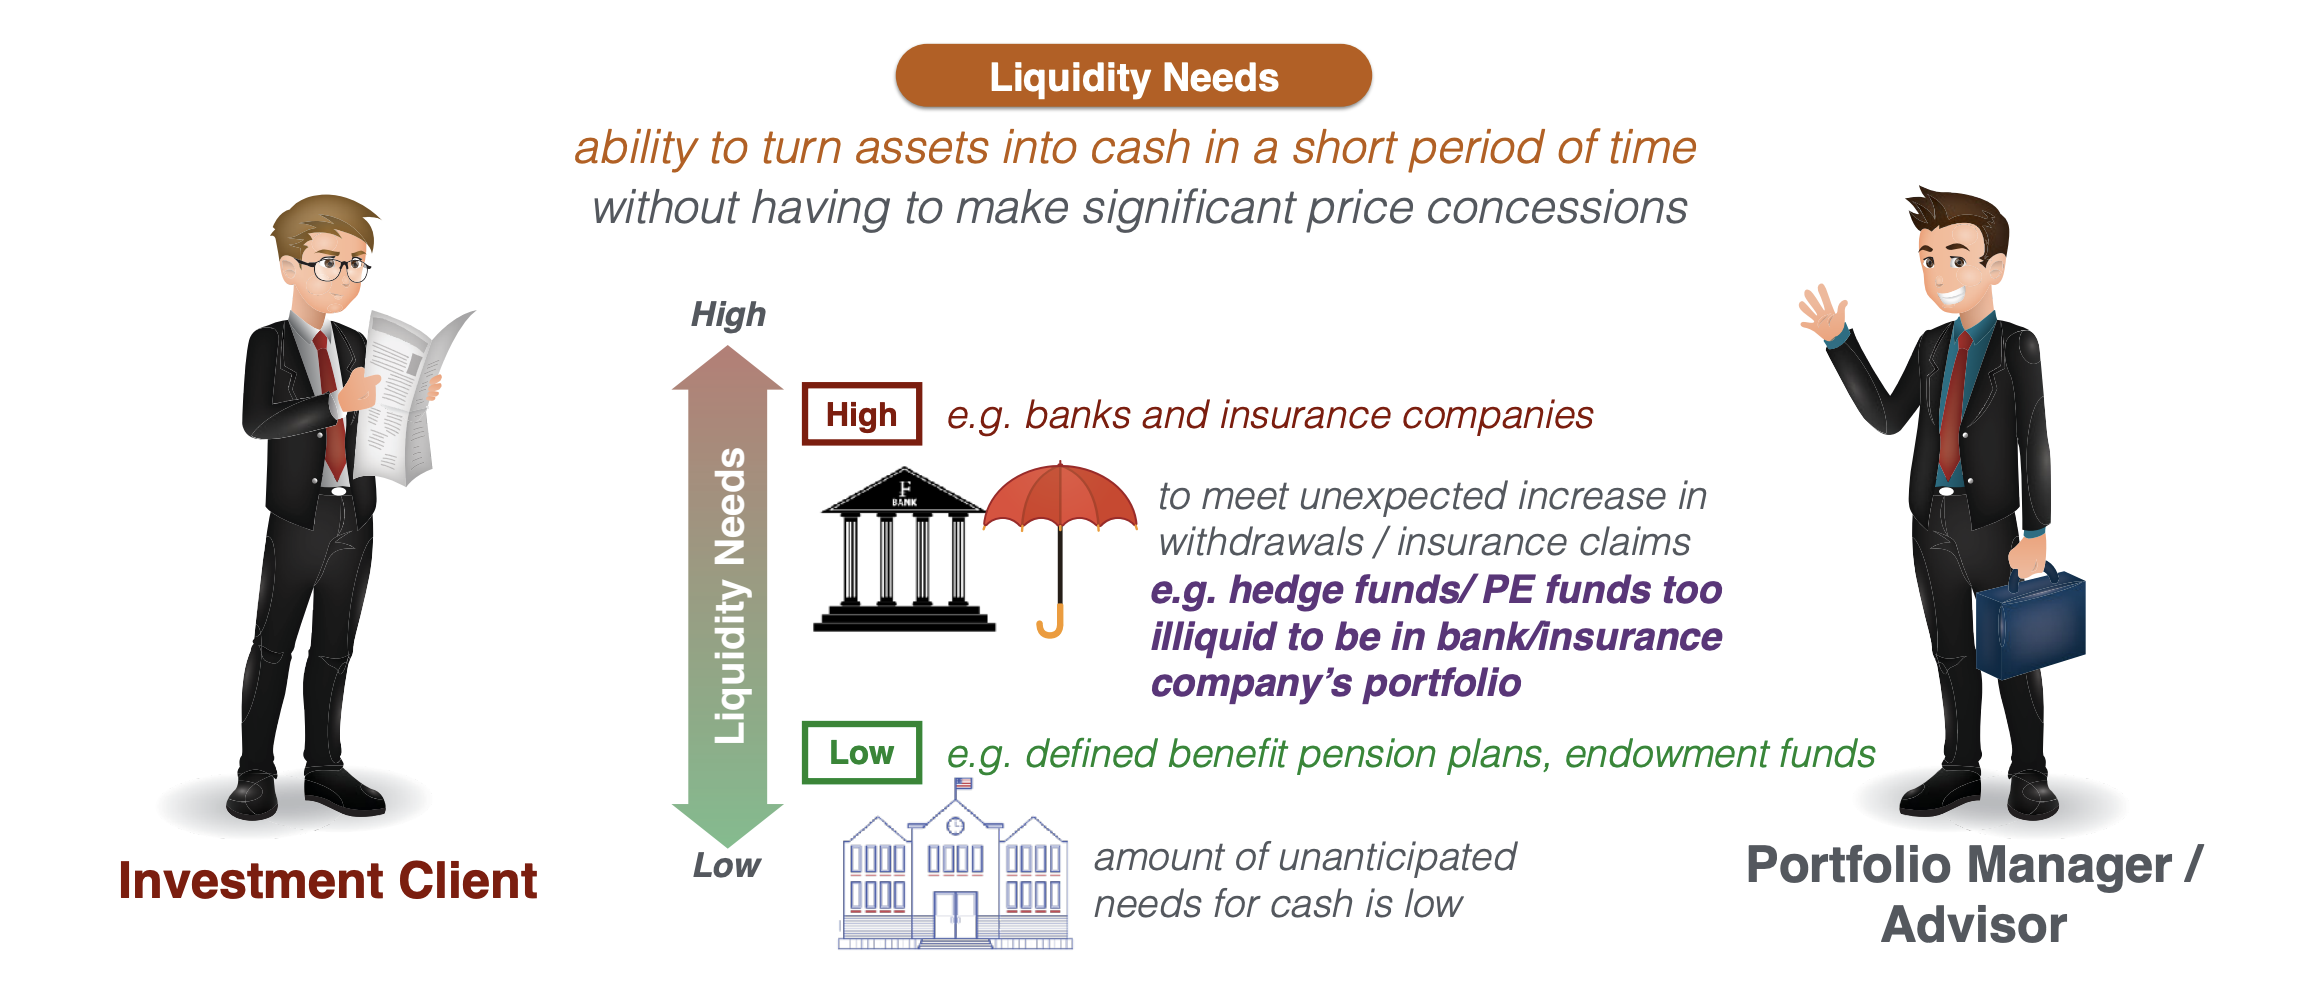 Liquidity Needs
ability to turn assets into cash in a short period of time
without having to make significant price concessions
High
Liquidity Needs
Low
High
e.g. banks and insurance companies
F
BANK
to meet unexpected increase in
withdrawals / insurance claims
e.g. hedge funds/ PE funds too
illiquid to be in bank/insurance
company’s portfolio
Low
e.g. defined benefit pension plans, endowment funds
amount of unanticipated
needs for cash is low
Investment Client
Portfolio Manager /
Advisor